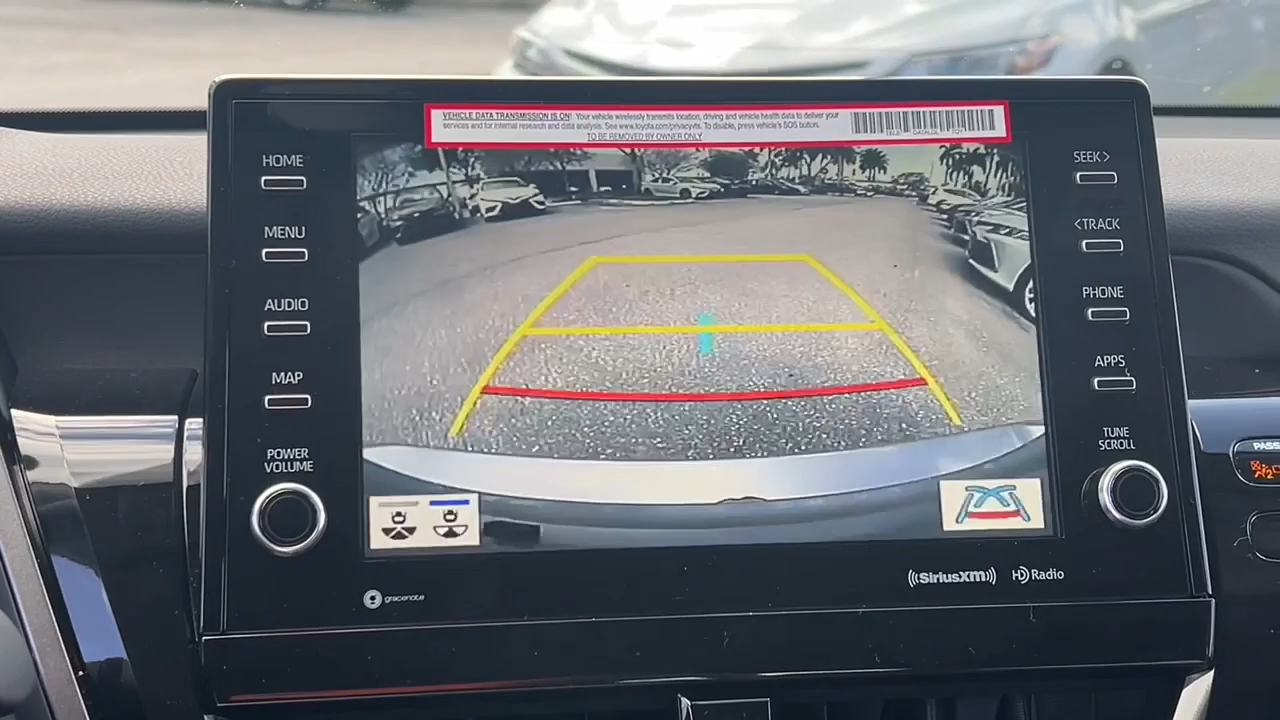 VEHICLE DATA TRANSMISSION IS ON! Your vehicle wirelessly transmits location, driving and vehicle health data to deliver your
services and for internal research and data analysis. See www.toyota.com/privacyvts. To disable, press vehicle's SOS button.
TO BE REMOVED BY OWNER ONLY
HOME
MENU
AUDIO
MAP
POWER
VOLUME
SEEK>
<TRACK
PHONE
APPS
TUNE
SCROLL
gracenote
((SiriusXM))
HD Radio
PASS